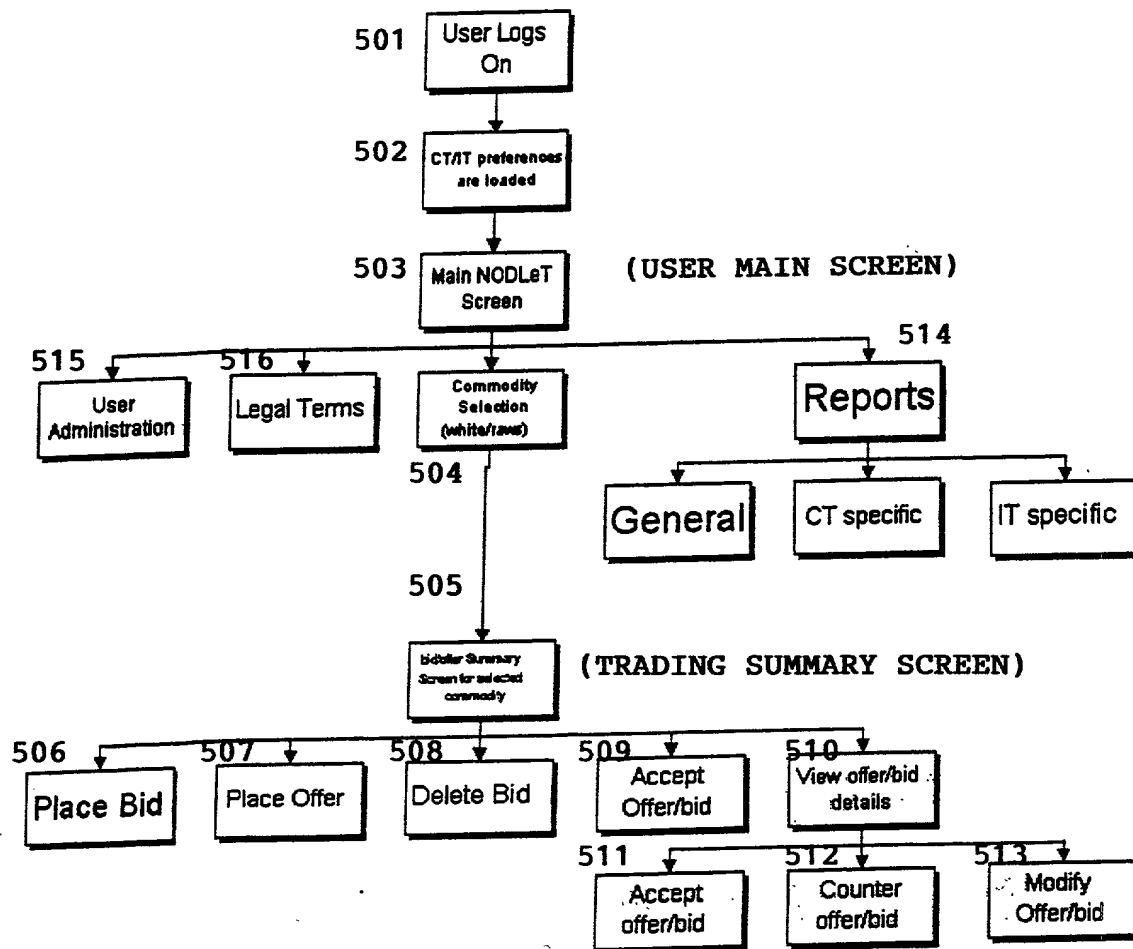 501
User Logs
On
502
CT/IT preferences
are loaded
503
Main NODLeT
Screen
(USER MAIN SCREEN)
515
User
Administration
516
Legal Terms
Commodity
Selection
(white/raws)
504
514
Reports
General
CT specific
IT specific
505
bid/offer Summary
Screen for selected
commodity
(TRADING SUMMARY SCREEN)
506
Place Bid
507
Place Offer
508
Delete Bid
509
Accept
Offer/bid
510
View offer/bid
details
511
Accept
offer/bid
512
Counter
offer/bid
513
Modify
Offer/bid